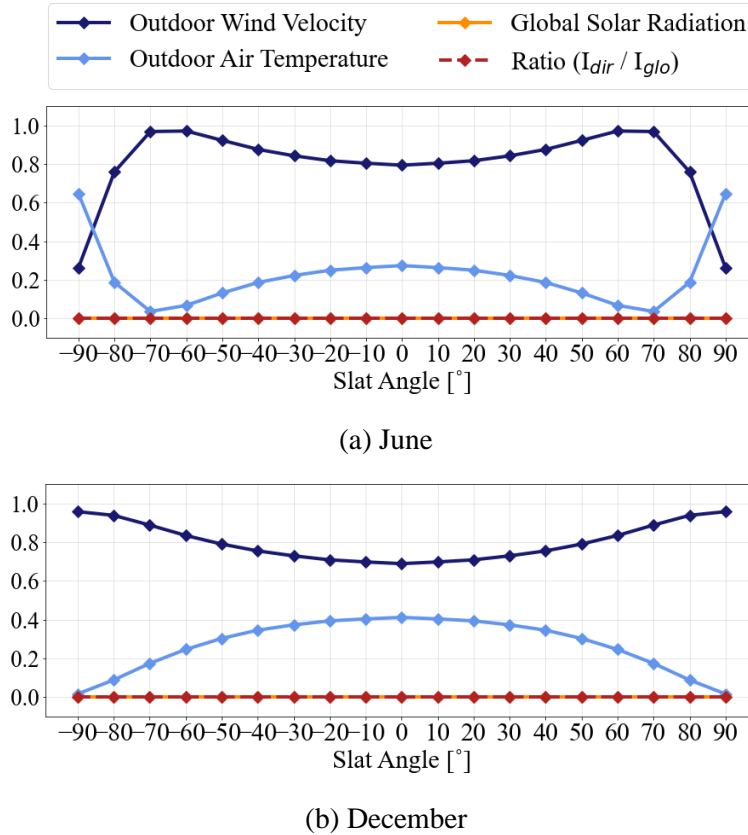 Outdoor Wind Velocity
Global Solar Radiation
Outdoor Air Temperature
Ratio (I_dir / I_glo)
1.0
0.8
0.6
0.4
0.2
0.0
−90−80−70−60−50−40−30−20−10 0 10 20 30 40 50 60 70 80 90
Slat Angle [°]
(a) June
1.0
0.8
0.6
0.4
0.2
0.0
−90−80−70−60−50−40−30−20−10 0 10 20 30 40 50 60 70 80 90
Slat Angle [°]
(b) December